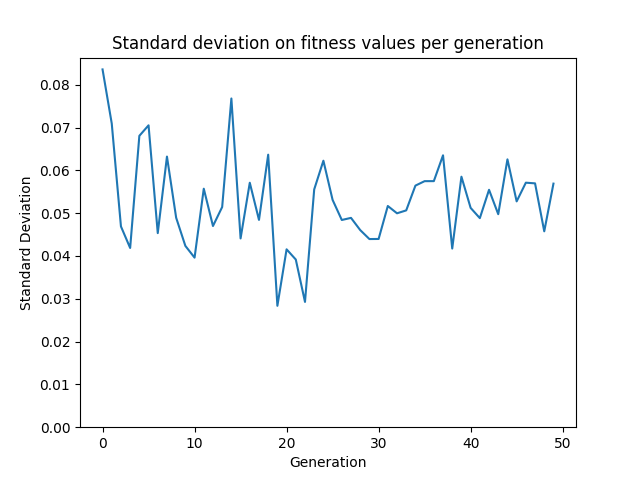 Standard deviation on fitness values per generation
0.08
0.07
0.06
0.05
0.04
0.03
0.02
0.01
0.00
Standard Deviation
0 10 20 30 40 50
Generation